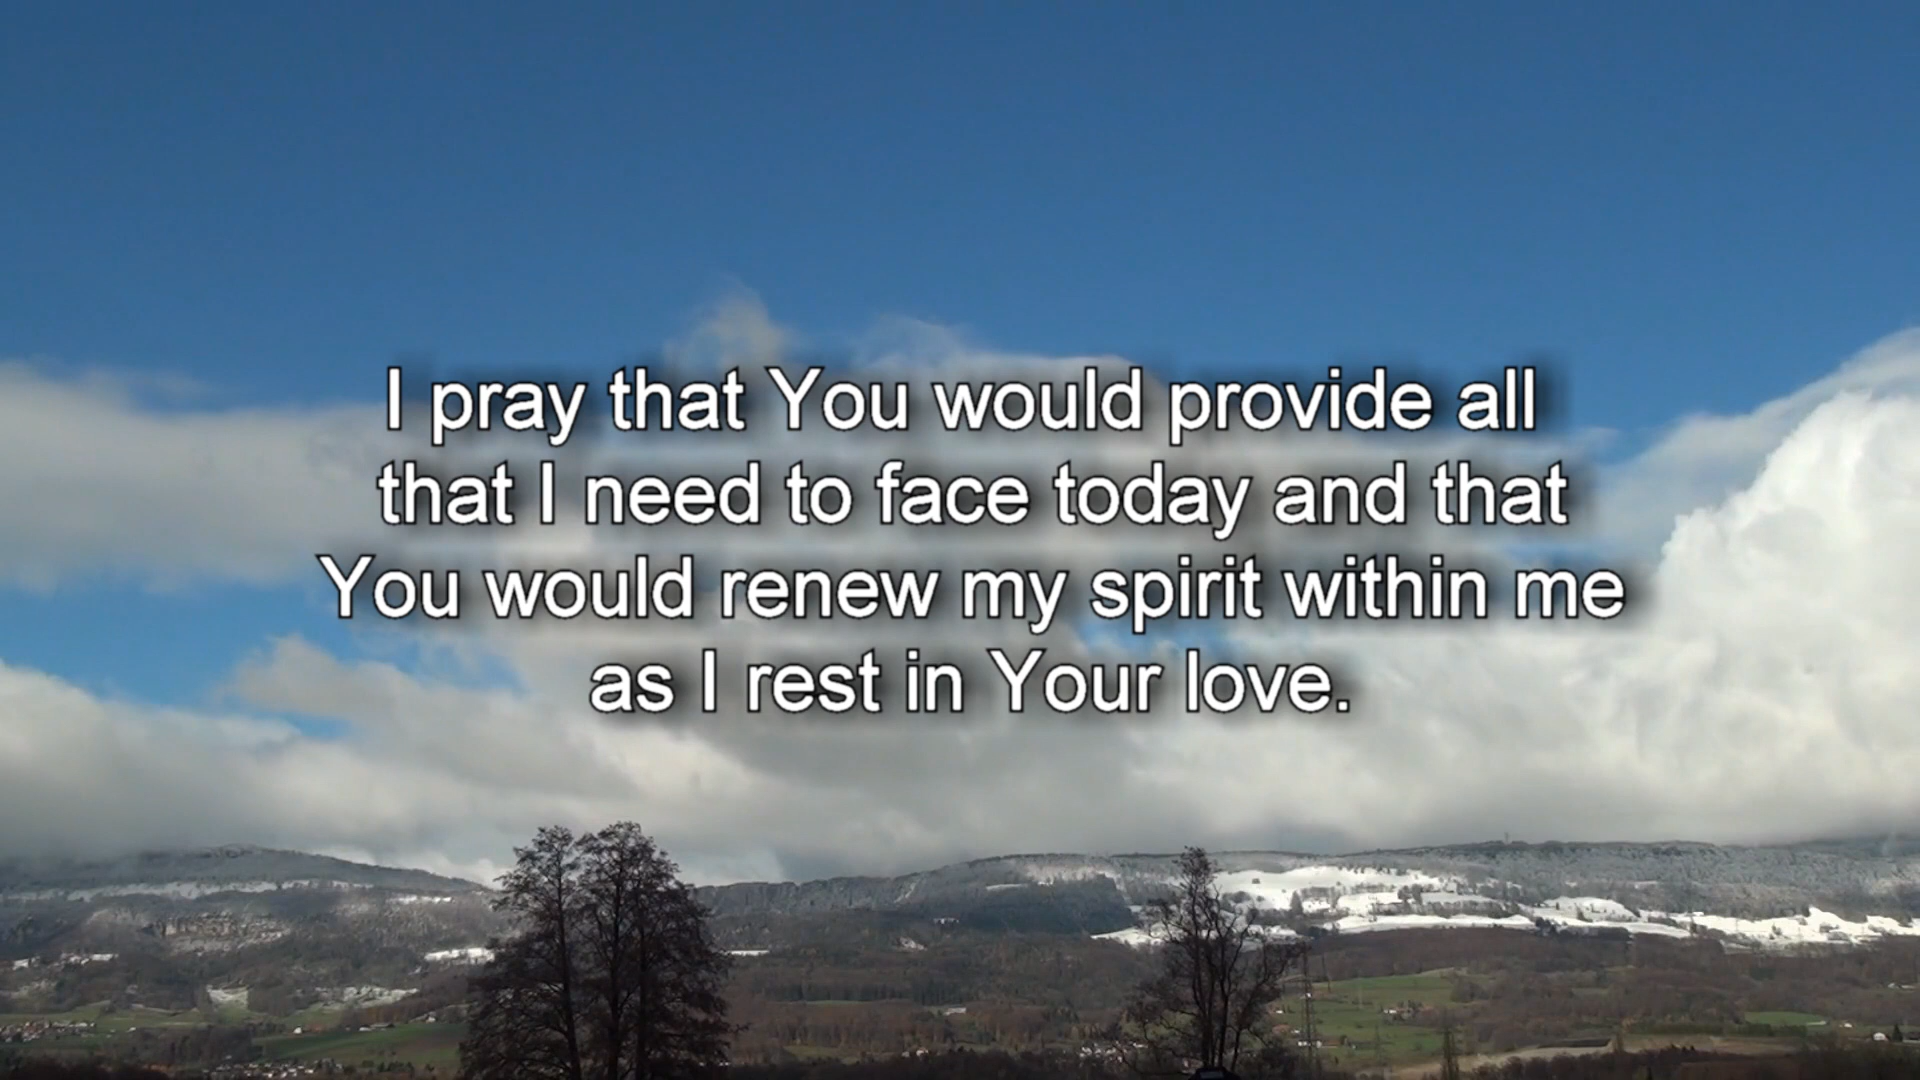 I pray that You would provide all
that I need to face today and that
You would renew my spirit within me
as I rest in Your love.